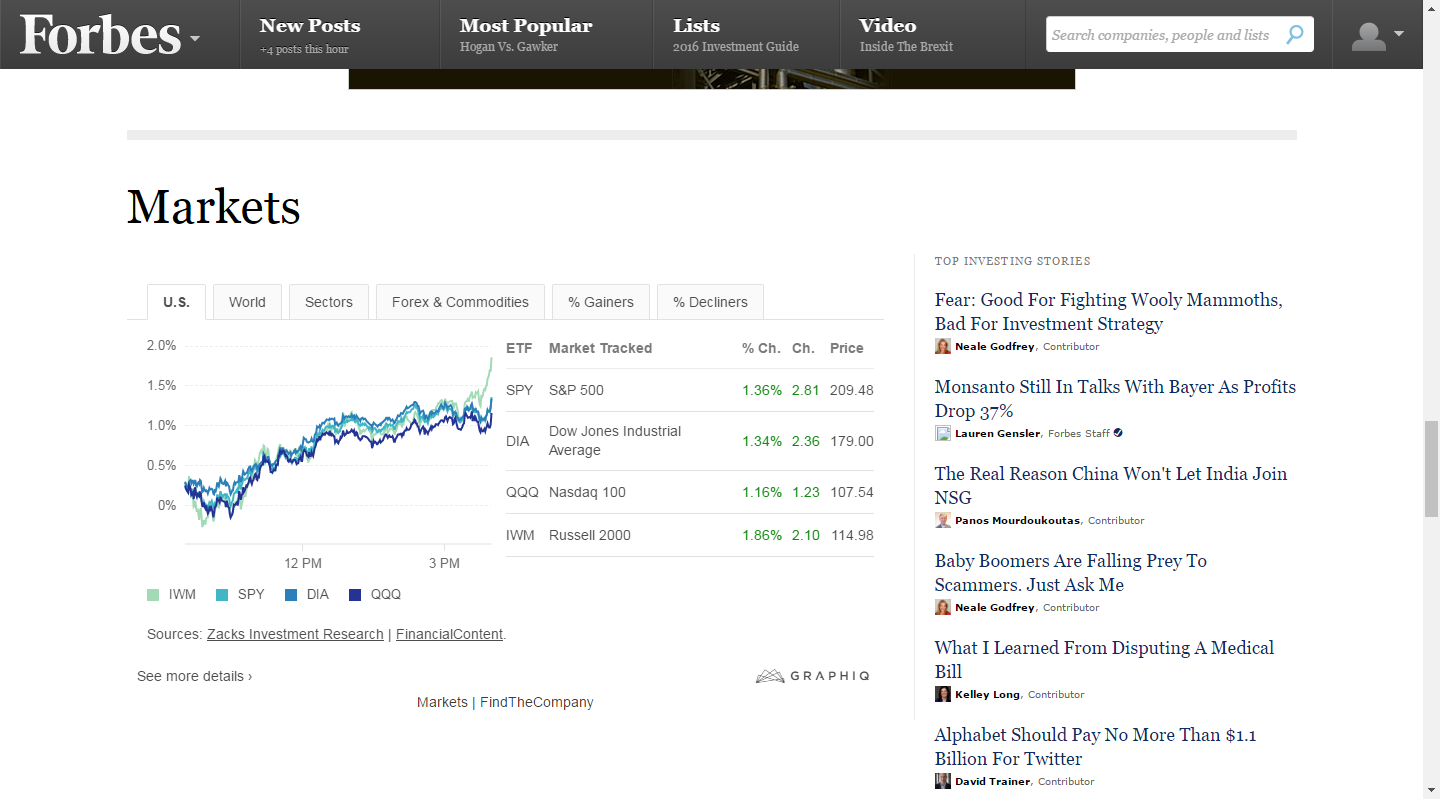 Forbes
New Posts
+4 posts this hour
Most Popular
Hogan Vs. Gawker
Lists
2016 Investment Guide
Video
Inside The Brexit
Search companies, people and lists
Markets
U.S.
World
Sectors
Forex & Commodities
% Gainers
% Decliners
2.0%
1.5%
1.0%
0.5%
0%
12 PM
3 PM
IWM
SPY
DIA
QQQ
ETF Market Tracked % Ch. Ch. Price
SPY S&P 500 1.36% 2.81 209.48
DIA Dow Jones Industrial Average 1.34% 2.36 179.00
QQQ Nasdaq 100 1.16% 1.23 107.54
IWM Russell 2000 1.86% 2.10 114.98
Sources: Zacks Investment Research | FinancialContent.
See more details ›
GRAPHIQ
Markets | FindTheCompany
TOP INVESTING STORIES
Fear: Good For Fighting Wooly Mammoths,
Bad For Investment Strategy
Neale Godfrey, Contributor
Monsanto Still In Talks With Bayer As Profits
Drop 37%
Lauren Gensler, Forbes Staff
The Real Reason China Won't Let India Join
NSG
Panos Mourdoukoutas, Contributor
Baby Boomers Are Falling Prey To
Scammers. Just Ask Me
Neale Godfrey, Contributor
What I Learned From Disputing A Medical
Bill
Kelley Long, Contributor
Alphabet Should Pay No More Than $1.1
Billion For Twitter
David Trainer, Contributor